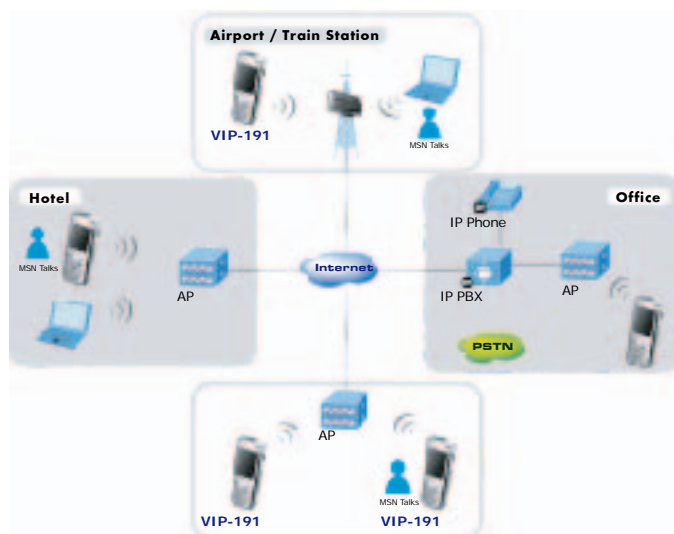 Airport / Train Station
VIP-191
MSN Talks
Hotel
Office
MSN Talks
IP Phone
AP
Internet
IP PBX
AP
PSTN
AP
MSN Talks
VIP-191
VIP-191